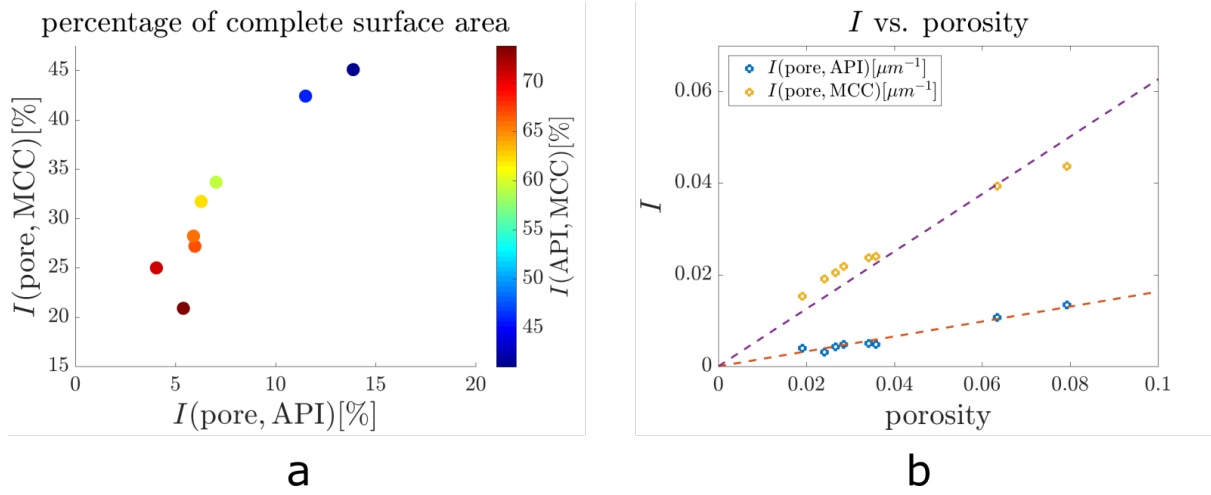 percentage of complete surface area
I(pore, MCC)[%]
45
40
35
30
25
20
15
0
5
10
15
20
I(pore, API)[%]
70
65
60
55
50
45
I(API, MCC)[%]
a
I vs. porosity
I(pore, API)[μm⁻¹]
I(pore, MCC)[μm⁻¹]
I
0.06
0.04
0.02
0
0
0.02
0.04
0.06
0.08
0.1
porosity
b